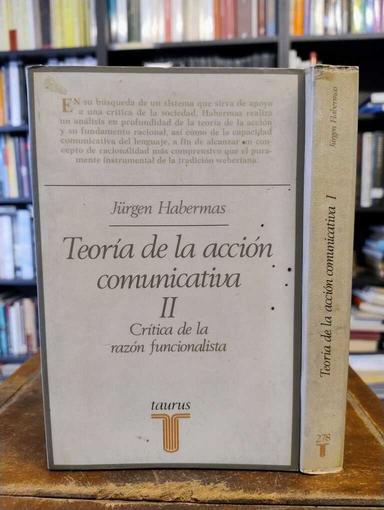 EN su búsqueda de un sistema que sirva de apoyo
a una crítica de la sociedad, Habermas realiza
un análisis en profundidad de la teoría de la acción
y su fundamento racional, así como de la capacidad
comunicativa del lenguaje, a fin de alcanzar un con-
cepto de racionalidad más comprensivo que el pura-
mente instrumental de la tradición weberiana.
Jürgen Habermas
Teoría de la acción
comunicativa
II
Crítica de la
razón funcionalista
taurus
Jürgen Habermas
Teoría de la acción comunicativa I
278